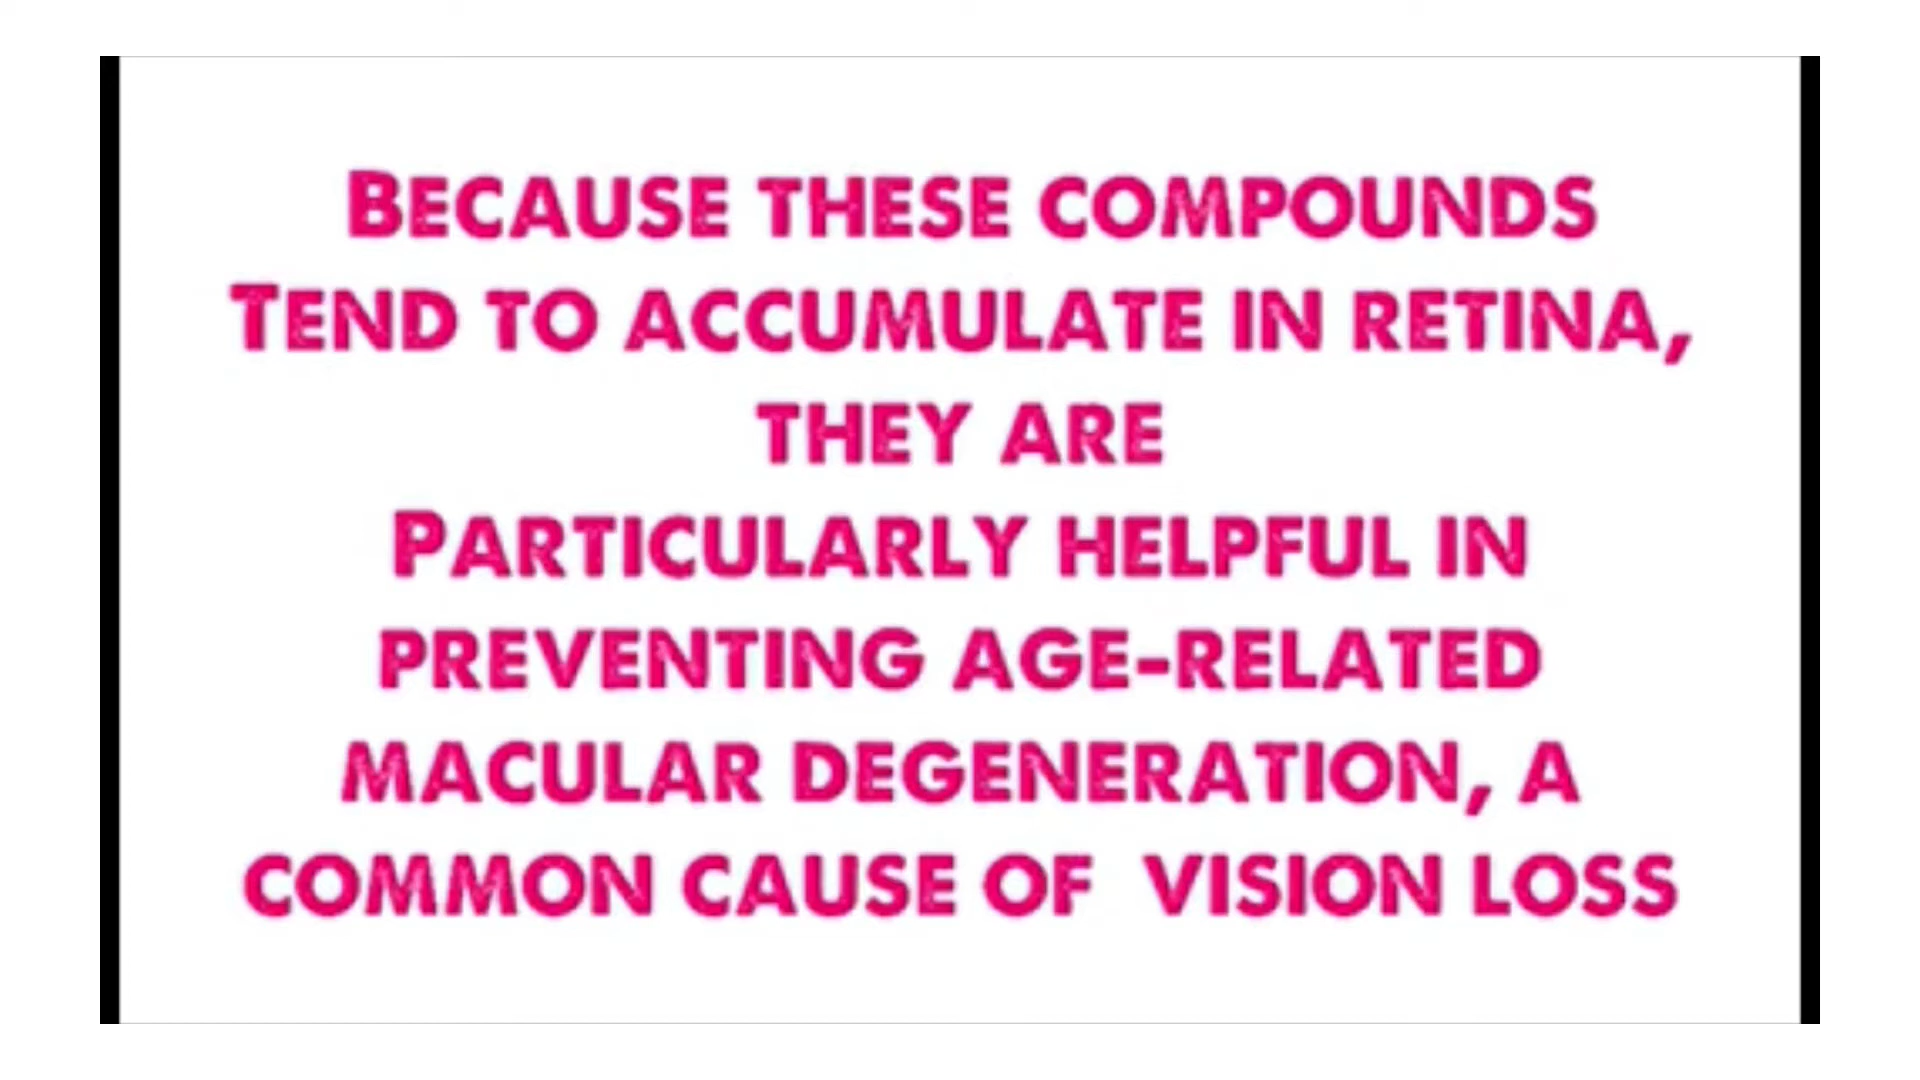 Because these compounds
Tend to accumulate in retina,
they are
Particularly helpful in
preventing age-related
macular degeneration, a
common cause of  vision loss